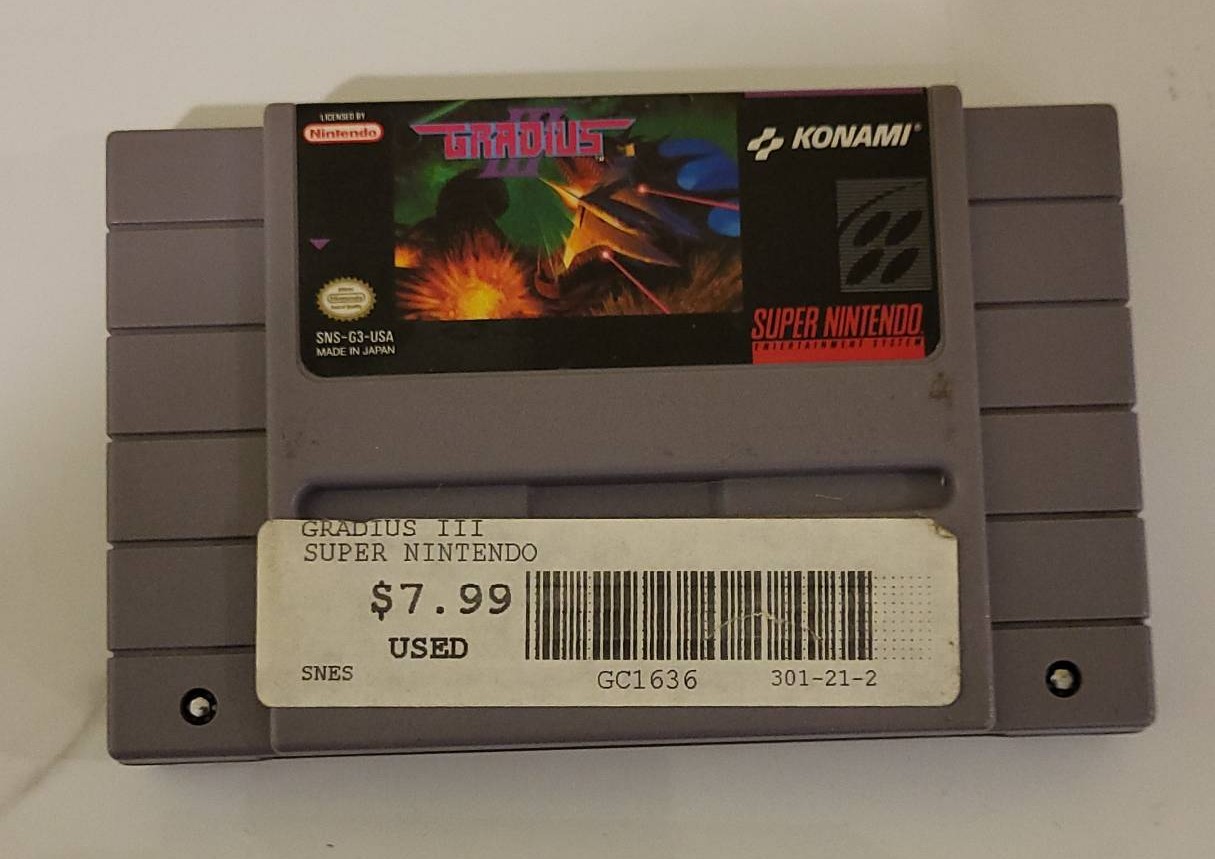 LICENSED BY
Nintendo
GRADIUS III
KONAMI®
Nintendo
SNS-G3-USA
MADE IN JAPAN
SUPER NINTENDO
ENTERTAINMENT SYSTEM
GRADIUS III
SUPER NINTENDO
$7.99
USED
SNES
GC1636
301-21-2